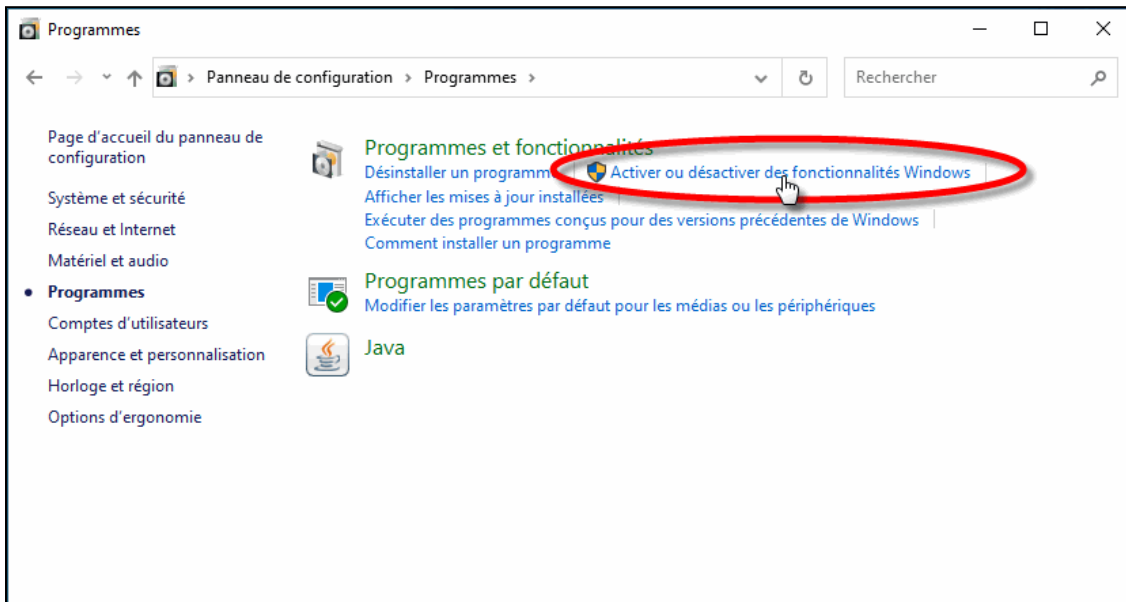 Programmes
Panneau de configuration > Programmes >
Rechercher
Page d'accueil du panneau de
configuration
Système et sécurité
Réseau et Internet
Matériel et audio
Programmes
Comptes d'utilisateurs
Apparence et personnalisation
Horloge et région
Options d'ergonomie
Programmes et fonctionnalités
Désinstaller un programme
Activer ou désactiver des fonctionnalités Windows
Afficher les mises à jour installées
Exécuter des programmes conçus pour des versions précédentes de Windows
Comment installer un programme
Programmes par défaut
Modifier les paramètres par défaut pour les médias ou les périphériques
Java